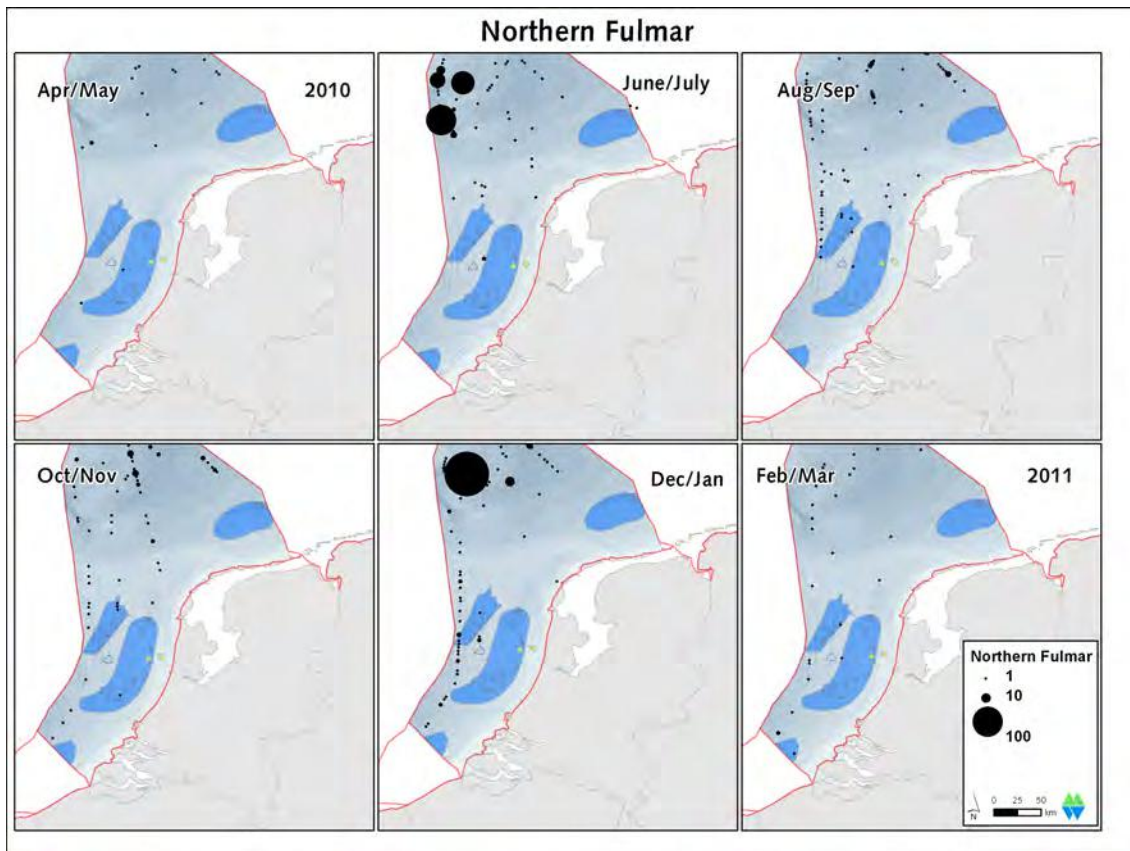 Northern Fulmar
Apr/May
2010
June/July
Aug/Sep
Oct/Nov
Dec/Jan
Feb/Mar
2011
Northern Fulmar
1
10
100
N
0 25 50
km